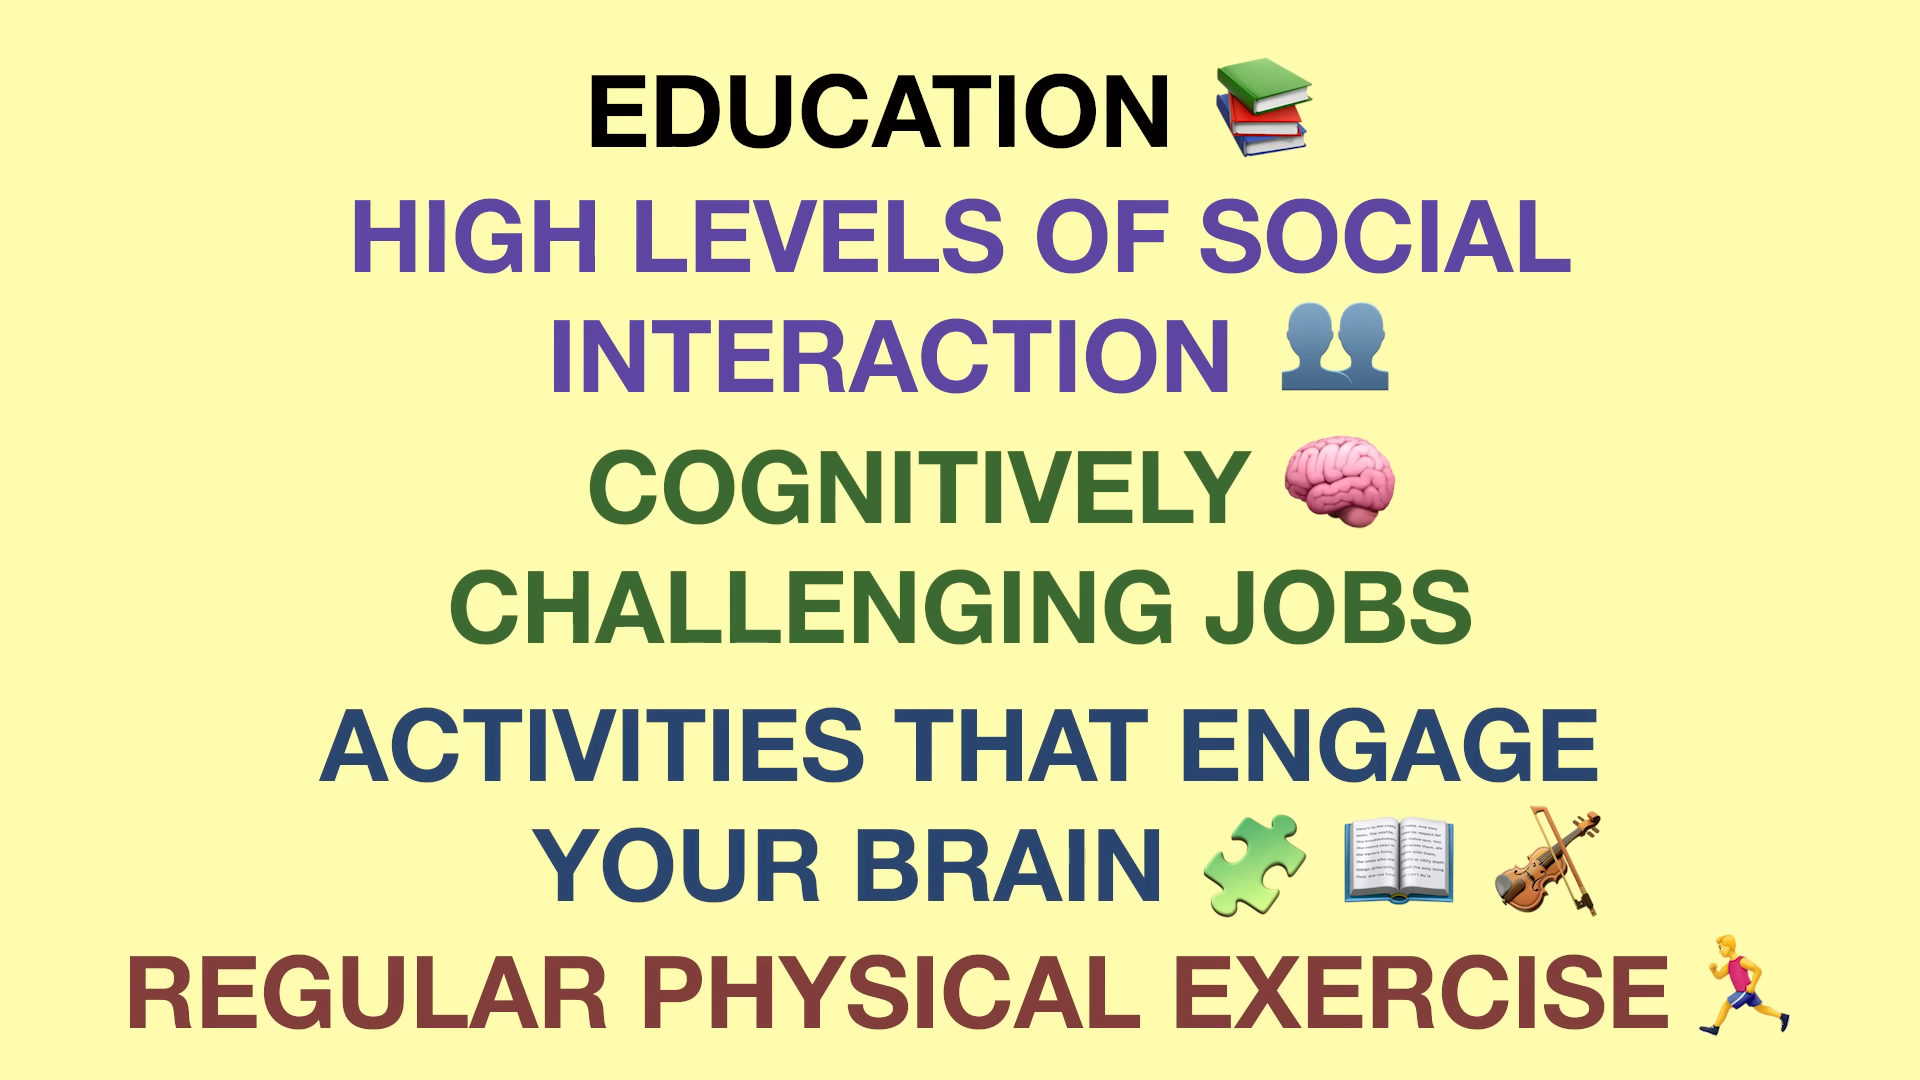 EDUCATION 📚
HIGH LEVELS OF SOCIAL
INTERACTION 👥
COGNITIVELY 🧠
CHALLENGING JOBS
ACTIVITIES THAT ENGAGE
YOUR BRAIN 🧩 📖 🎻
REGULAR PHYSICAL EXERCISE 🏃‍♂️